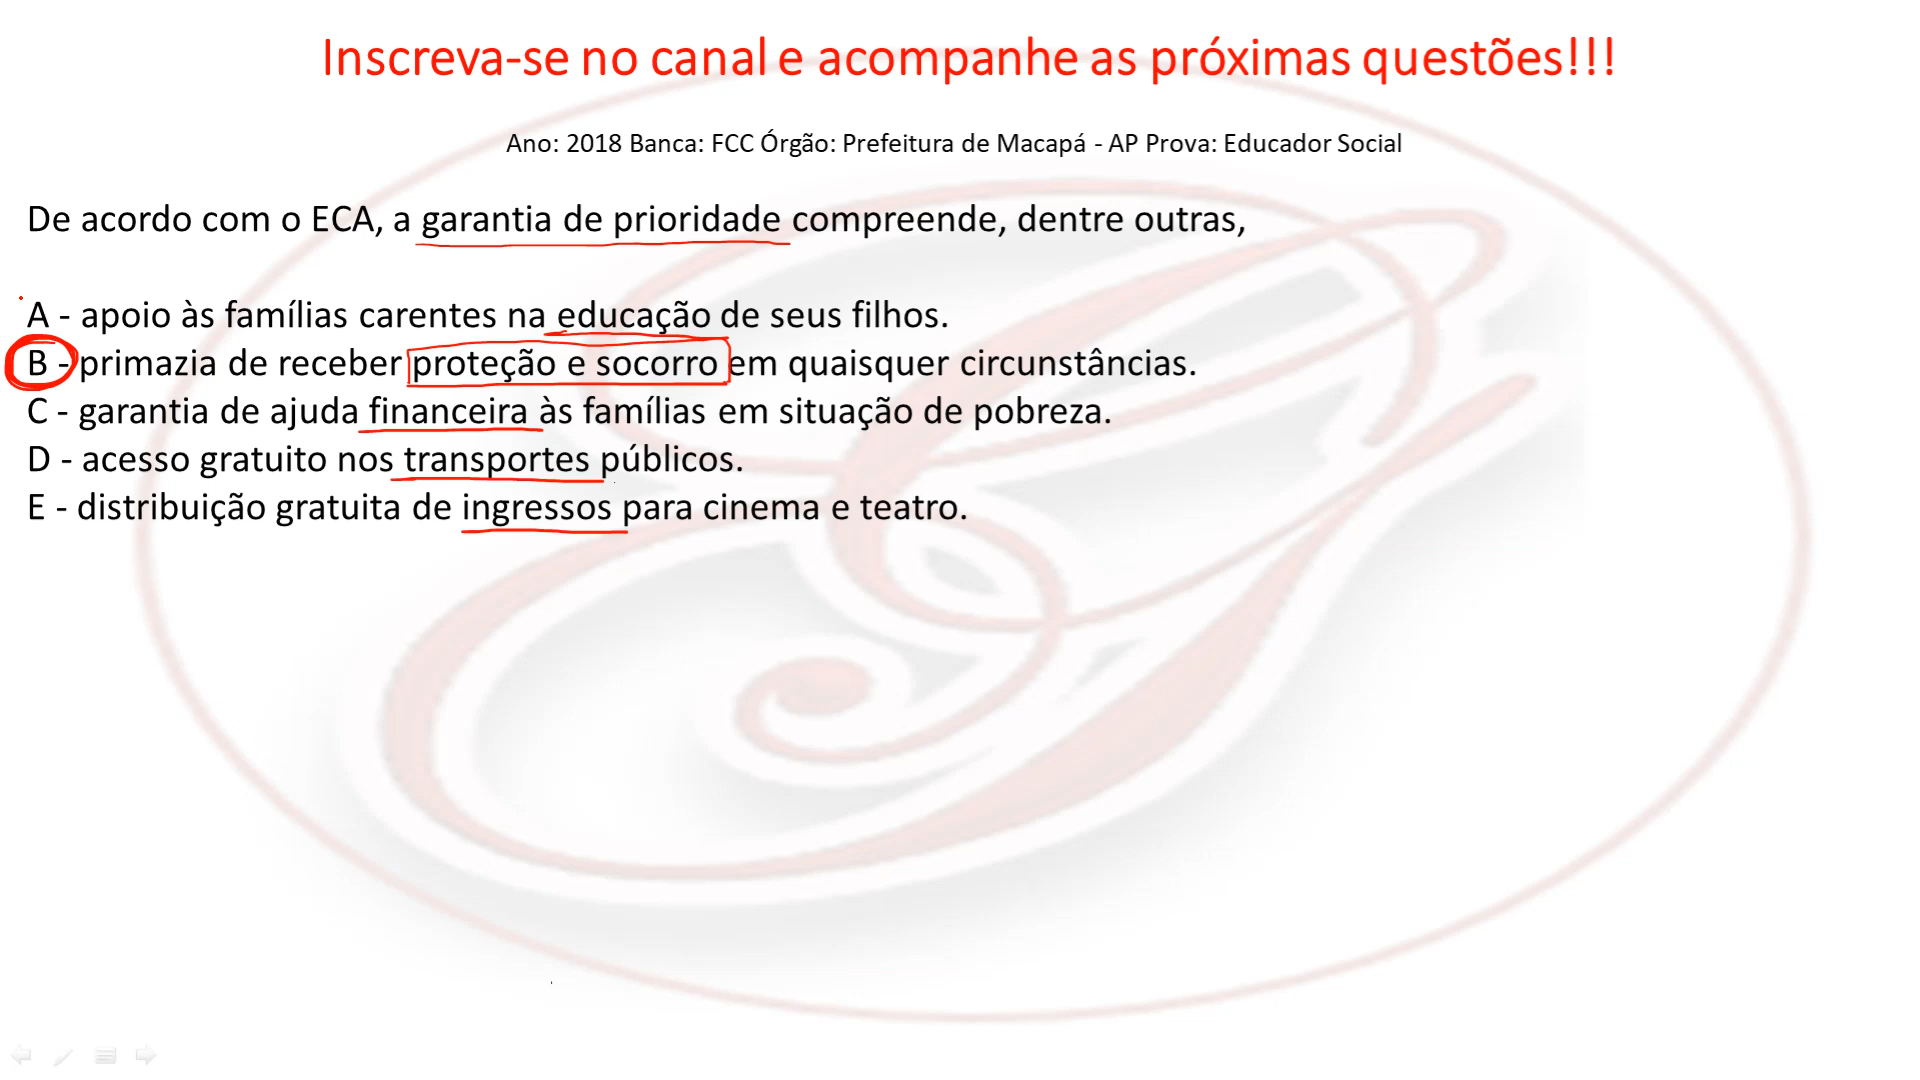 Inscreva-se no canal e acompanhe as próximas questões!!!
Ano: 2018 Banca: FCC Órgão: Prefeitura de Macapá - AP Prova: Educador Social
De acordo com o ECA, a garantia de prioridade compreende, dentre outras,
A - apoio às famílias carentes na educação de seus filhos.
B - primazia de receber proteção e socorro em quaisquer circunstâncias.
C - garantia de ajuda financeira às famílias em situação de pobreza.
D - acesso gratuito nos transportes públicos.
E - distribuição gratuita de ingressos para cinema e teatro.